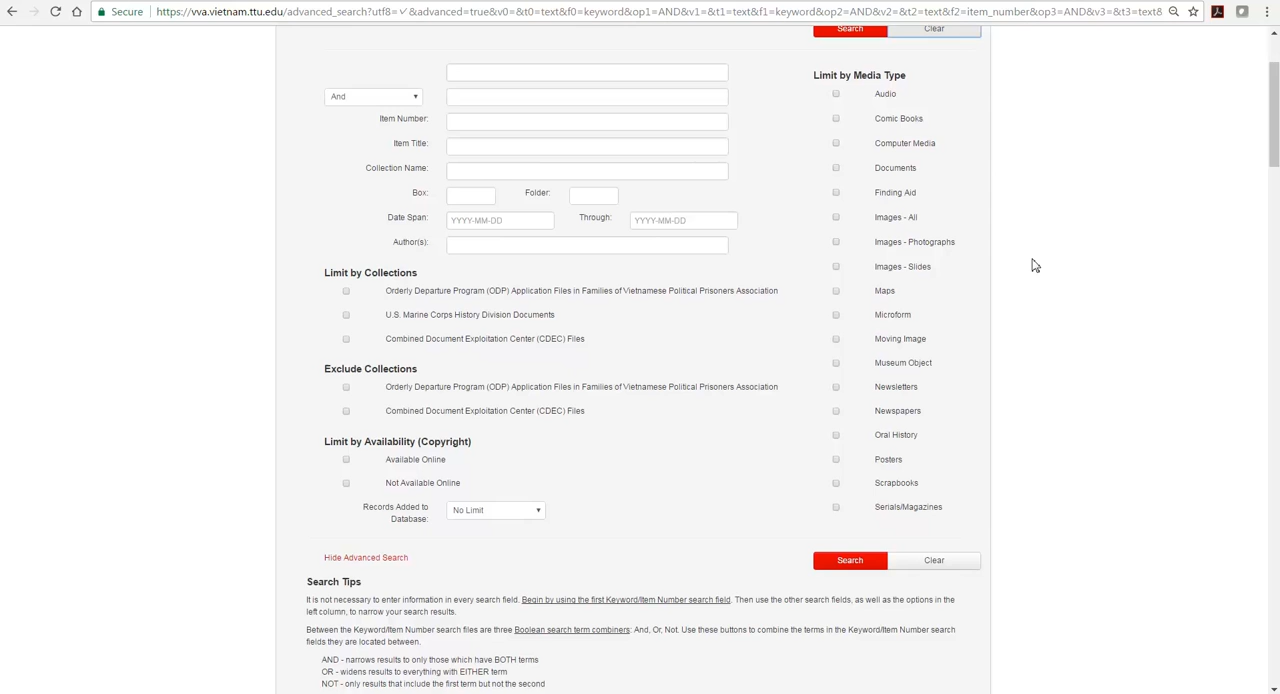 Secure
https://vva.vietnam.ttu.edu/advanced_search?utf8=✓&advanced=true&v0=&t0=text&f0=keyword&op1=AND&v1=&t1=text&f1=keyword&op2=AND&v2=&t2=text&f2=item_number&op3=AND&v3=&t3=text&
Search Clear
Limit by Media Type
And
Item Number:
Item Title:
Collection Name:
Box: Folder:
Date Span: YYYY-MM-DD Through: YYYY-MM-DD
Author(s):
Audio
Comic Books
Computer Media
Documents
Finding Aid
Images - All
Images - Photographs
Images - Slides
Maps
Microform
Moving Image
Museum Object
Newsletters
Newspapers
Oral History
Posters
Scrapbooks
Serials/Magazines
Limit by Collections
Orderly Departure Program (ODP) Application Files in Families of Vietnamese Political Prisoners Association
U.S. Marine Corps History Division Documents
Combined Document Exploitation Center (CDEC) Files
Exclude Collections
Orderly Departure Program (ODP) Application Files in Families of Vietnamese Political Prisoners Association
Combined Document Exploitation Center (CDEC) Files
Limit by Availability (Copyright)
Available Online
Not Available Online
Records Added to
Database: No Limit
Hide Advanced Search
Search Clear
Search Tips
It is not necessary to enter information in every search field. Begin by using the first Keyword/Item Number search field. Then use the other search fields, as well as the options in the
left column, to narrow your search results.
Between the Keyword/Item Number search files are three Boolean search term combiners: And, Or, Not. Use these buttons to combine the terms in the Keyword/Item Number search
fields they are located between.
AND - narrows results to only those which have BOTH terms
OR - widens results to everything with EITHER term
NOT - only results that include the first term but not the second